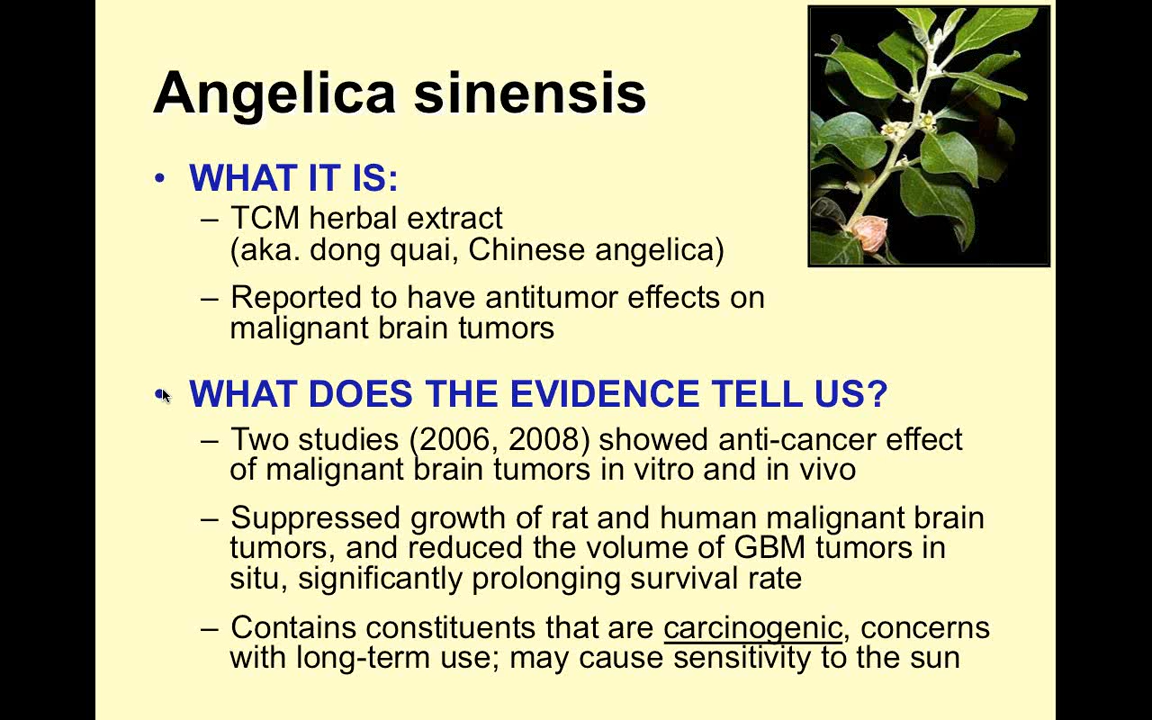 Angelica sinensis
• WHAT IT IS:
– TCM herbal extract
(aka. dong quai, Chinese angelica)
– Reported to have antitumor effects on
malignant brain tumors
• WHAT DOES THE EVIDENCE TELL US?
– Two studies (2006, 2008) showed anti-cancer effect
of malignant brain tumors in vitro and in vivo
– Suppressed growth of rat and human malignant brain
tumors, and reduced the volume of GBM tumors in
situ, significantly prolonging survival rate
– Contains constituents that are carcinogenic, concerns
with long-term use; may cause sensitivity to the sun